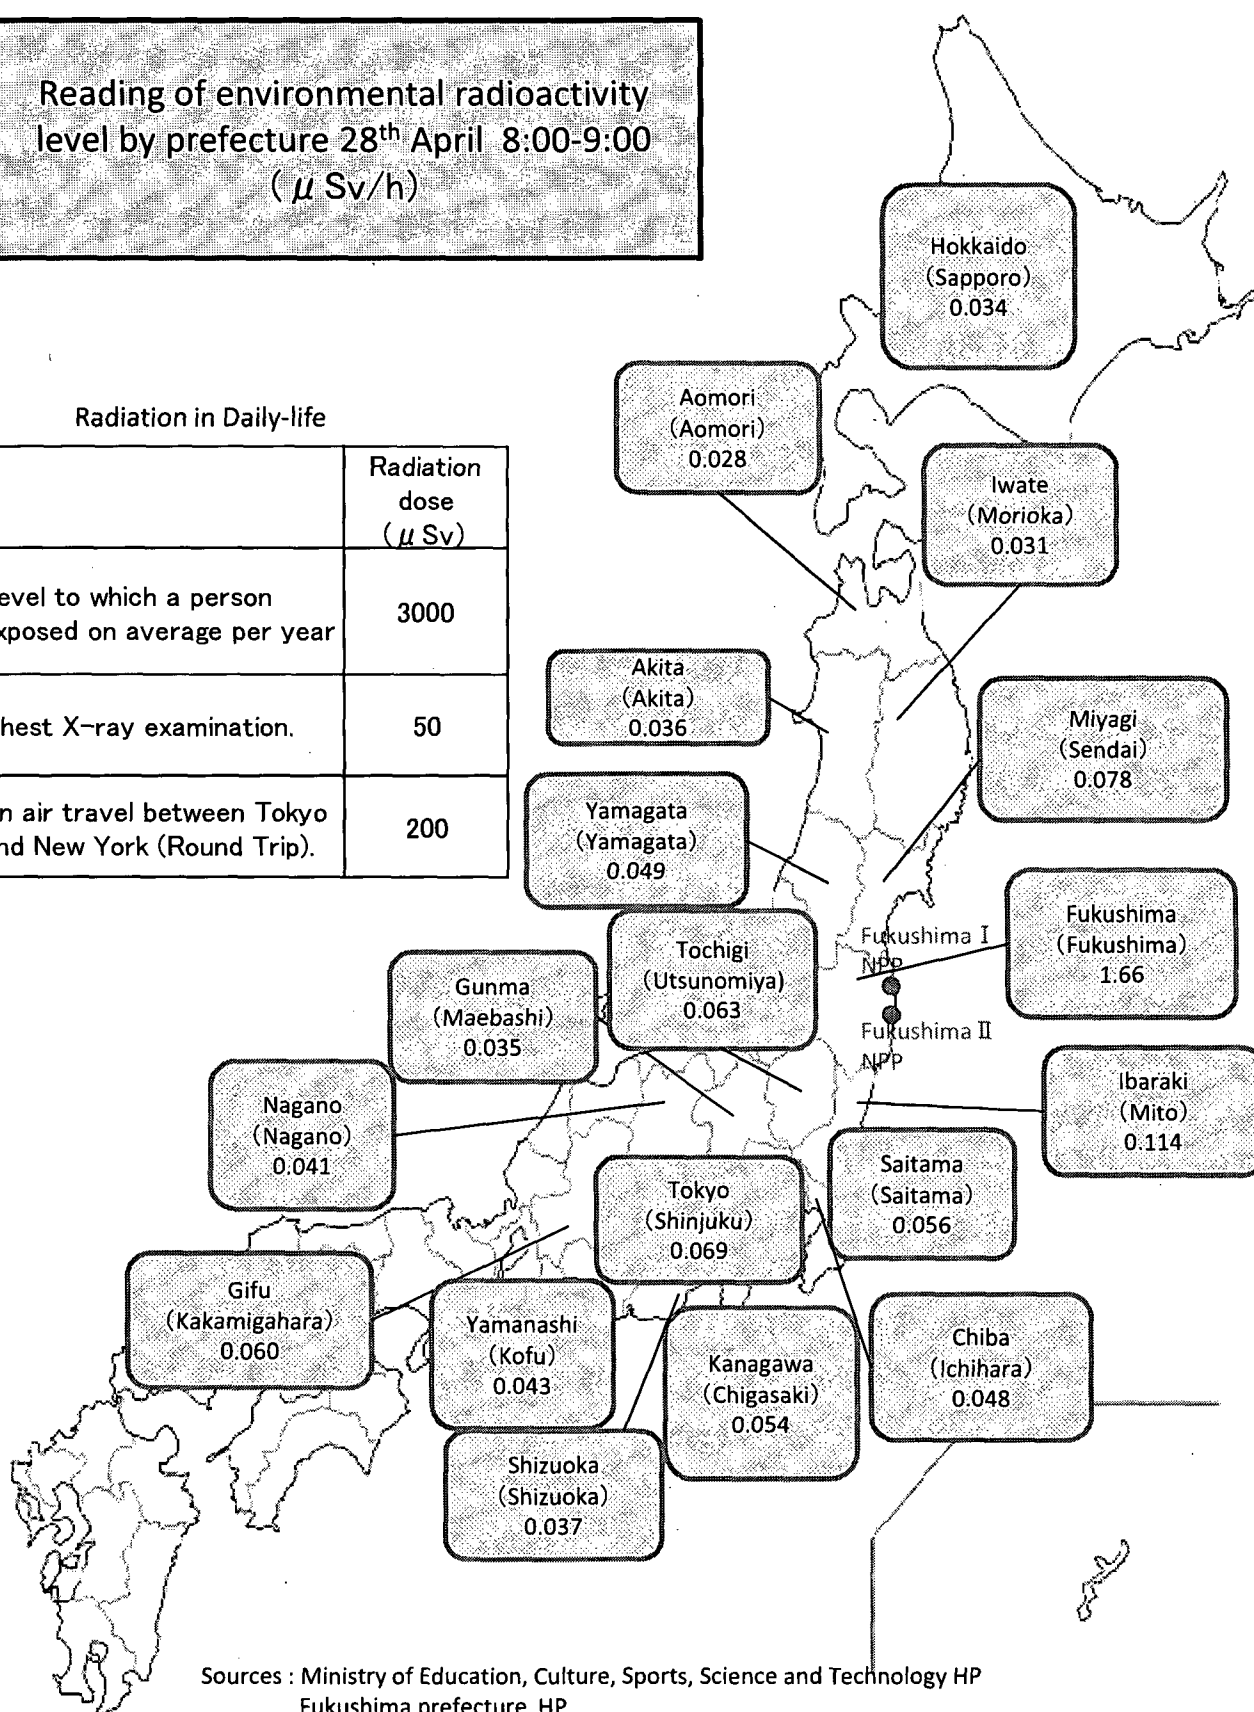 Reading of environmental radioactivity
level by prefecture 28th April 8:00-9:00
(μ Sv/h)
Hokkaido
(Sapporo)
0.034
Aomori
(Aomori)
0.028
Iwate
(Morioka)
0.031
Radiation in Daily-life
Radiation
dose
(μ Sv)
evel to which a person
xposed on average per year
3000
hest X-ray examination.
50
n air travel between Tokyo
nd New York (Round Trip).
200
Akita
(Akita)
0.036
Miyagi
(Sendai)
0.078
Yamagata
(Yamagata)
0.049
Fukushima
(Fukushima)
1.66
Fukushima Ⅰ
NPP
Fukushima Ⅱ
NPP
Tochigi
(Utsunomiya)
0.063
Gunma
(Maebashi)
0.035
Ibaraki
(Mito)
0.114
Nagano
(Nagano)
0.041
Saitama
(Saitama)
0.056
Tokyo
(Shinjuku)
0.069
Gifu
(Kakamigahara)
0.060
Yamanashi
(Kofu)
0.043
Kanagawa
(Chigasaki)
0.054
Chiba
(Ichihara)
0.048
Shizuoka
(Shizuoka)
0.037
Sources : Ministry of Education, Culture, Sports, Science and Technology HP
Fukushima prefecture HP